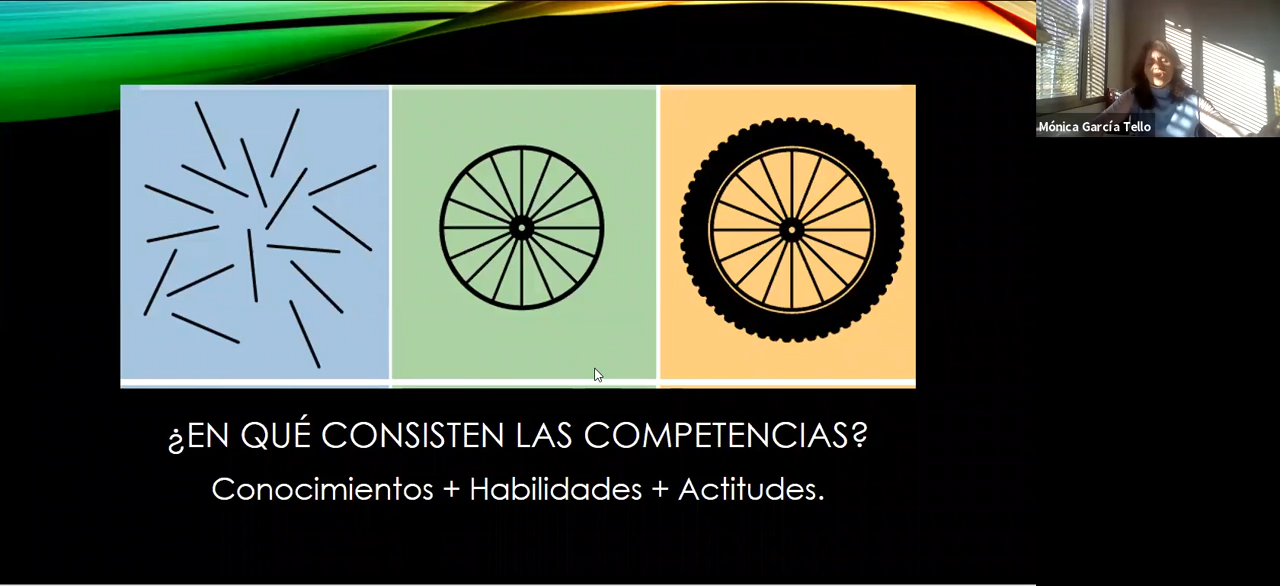 Mónica García Tello
¿EN QUÉ CONSISTEN LAS COMPETENCIAS?
Conocimientos + Habilidades + Actitudes.